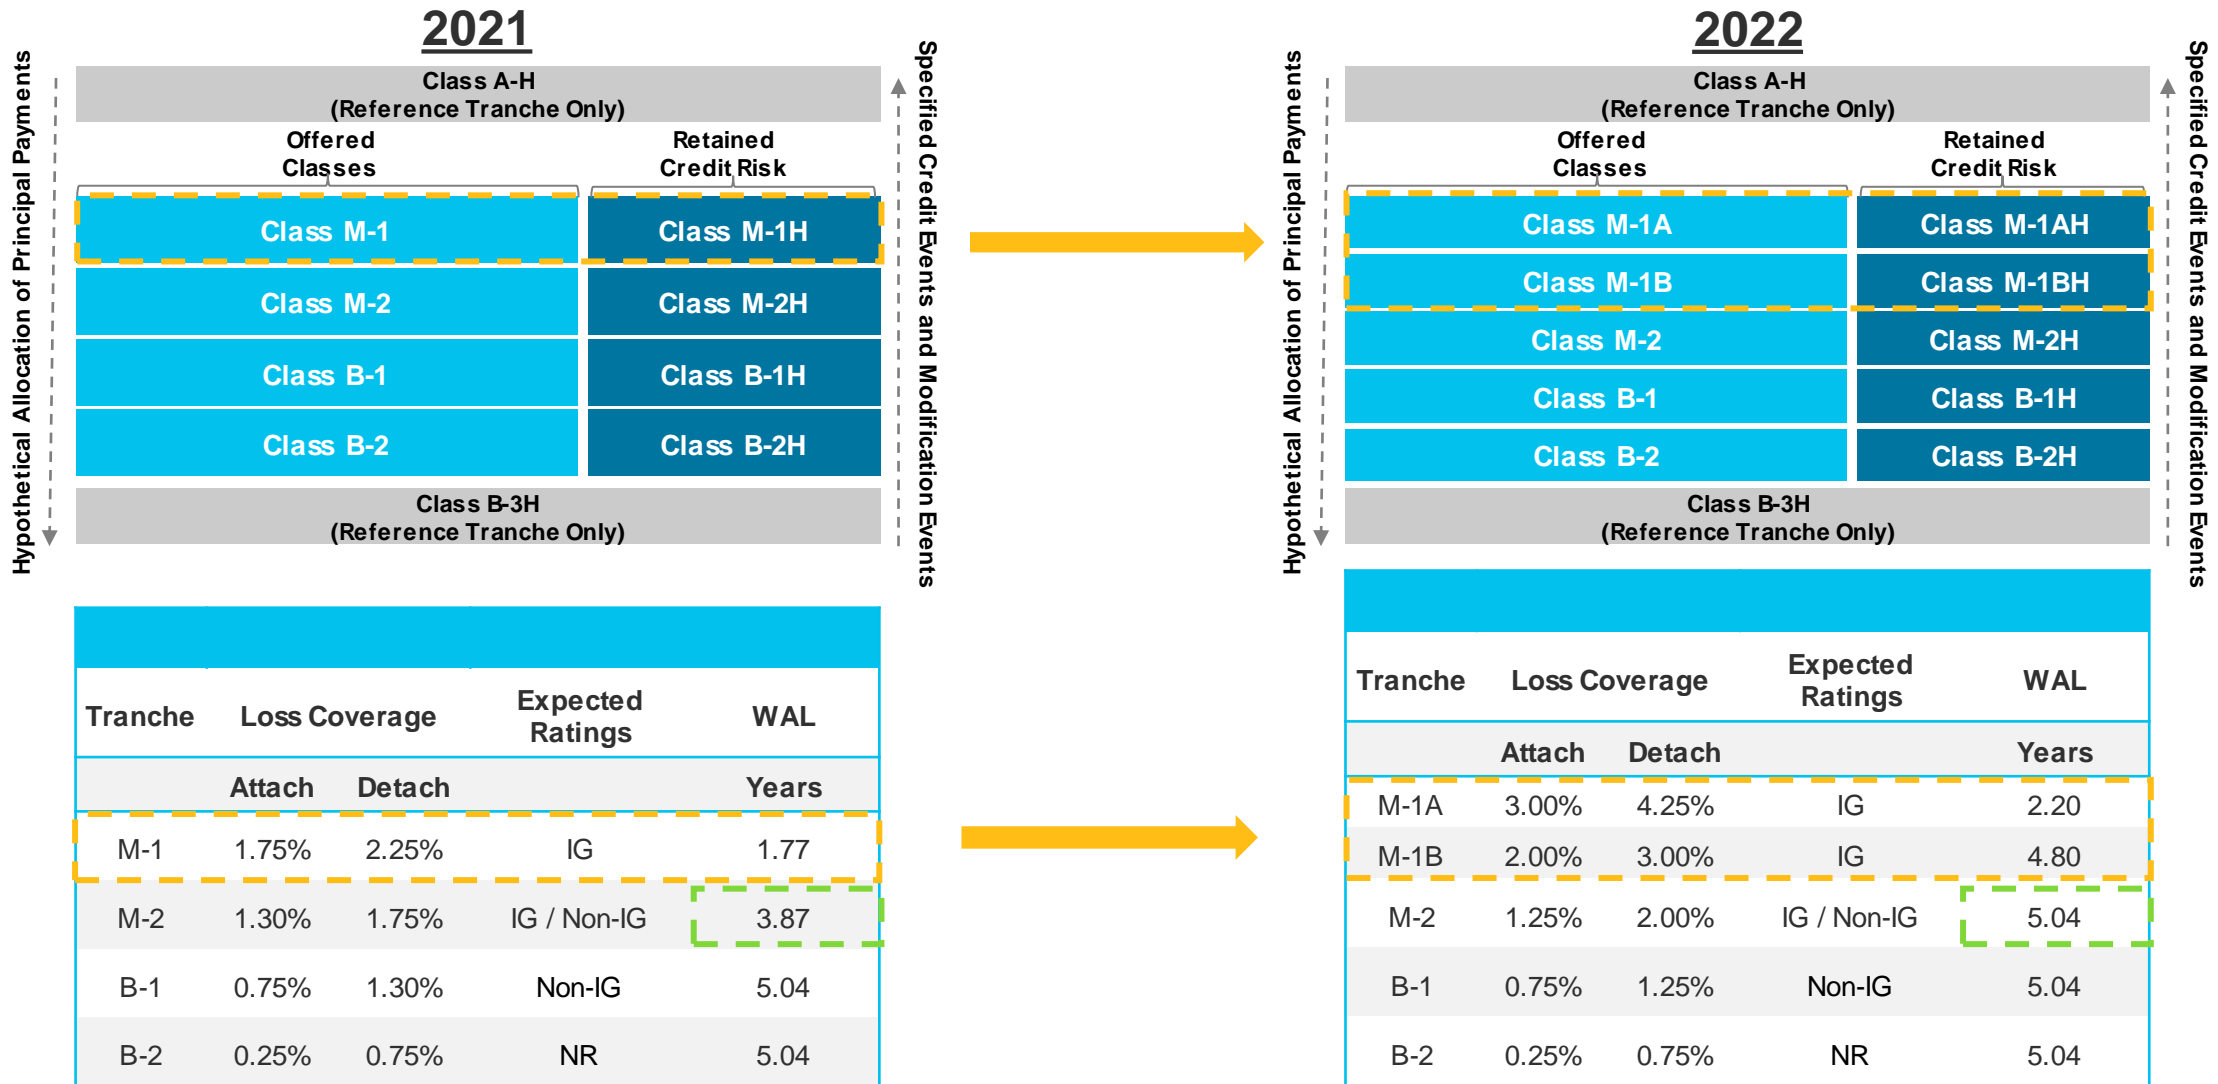 2021
Hypothetical Allocation of Principal Payments
Class A-H
(Reference Tranche Only)
Offered
Classes
Retained
Credit Risk
Class M-1
Class M-1H
Class M-2
Class M-2H
Class B-1
Class B-1H
Class B-2
Class B-2H
Class B-3H
(Reference Tranche Only)
Specified Credit Events and Modification Events
Tranche Loss Coverage Expected Ratings WAL
Attach Detach Years
M-1 1.75% 2.25% IG 1.77
M-2 1.30% 1.75% IG / Non-IG 3.87
B-1 0.75% 1.30% Non-IG 5.04
B-2 0.25% 0.75% NR 5.04
2022
Hypothetical Allocation of Principal Payments
Class A-H
(Reference Tranche Only)
Offered
Classes
Retained
Credit Risk
Class M-1A
Class M-1AH
Class M-1B
Class M-1BH
Class M-2
Class M-2H
Class B-1
Class B-1H
Class B-2
Class B-2H
Class B-3H
(Reference Tranche Only)
Specified Credit Events and Modification Events
Tranche Loss Coverage Expected Ratings WAL
Attach Detach Years
M-1A 3.00% 4.25% IG 2.20
M-1B 2.00% 3.00% IG 4.80
M-2 1.25% 2.00% IG / Non-IG 5.04
B-1 0.75% 1.25% Non-IG 5.04
B-2 0.25% 0.75% NR 5.04